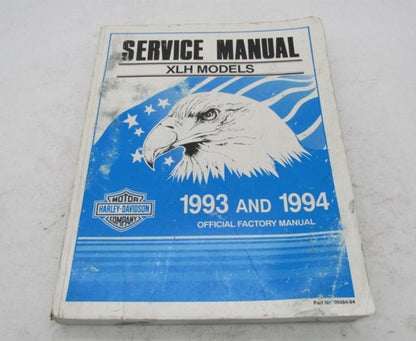 SERVICE MANUAL
XLH MODELS
1993 AND 1994
OFFICIAL FACTORY MANUAL
MOTOR
HARLEY-DAVIDSON
COMPANY
Part No. 99484-94